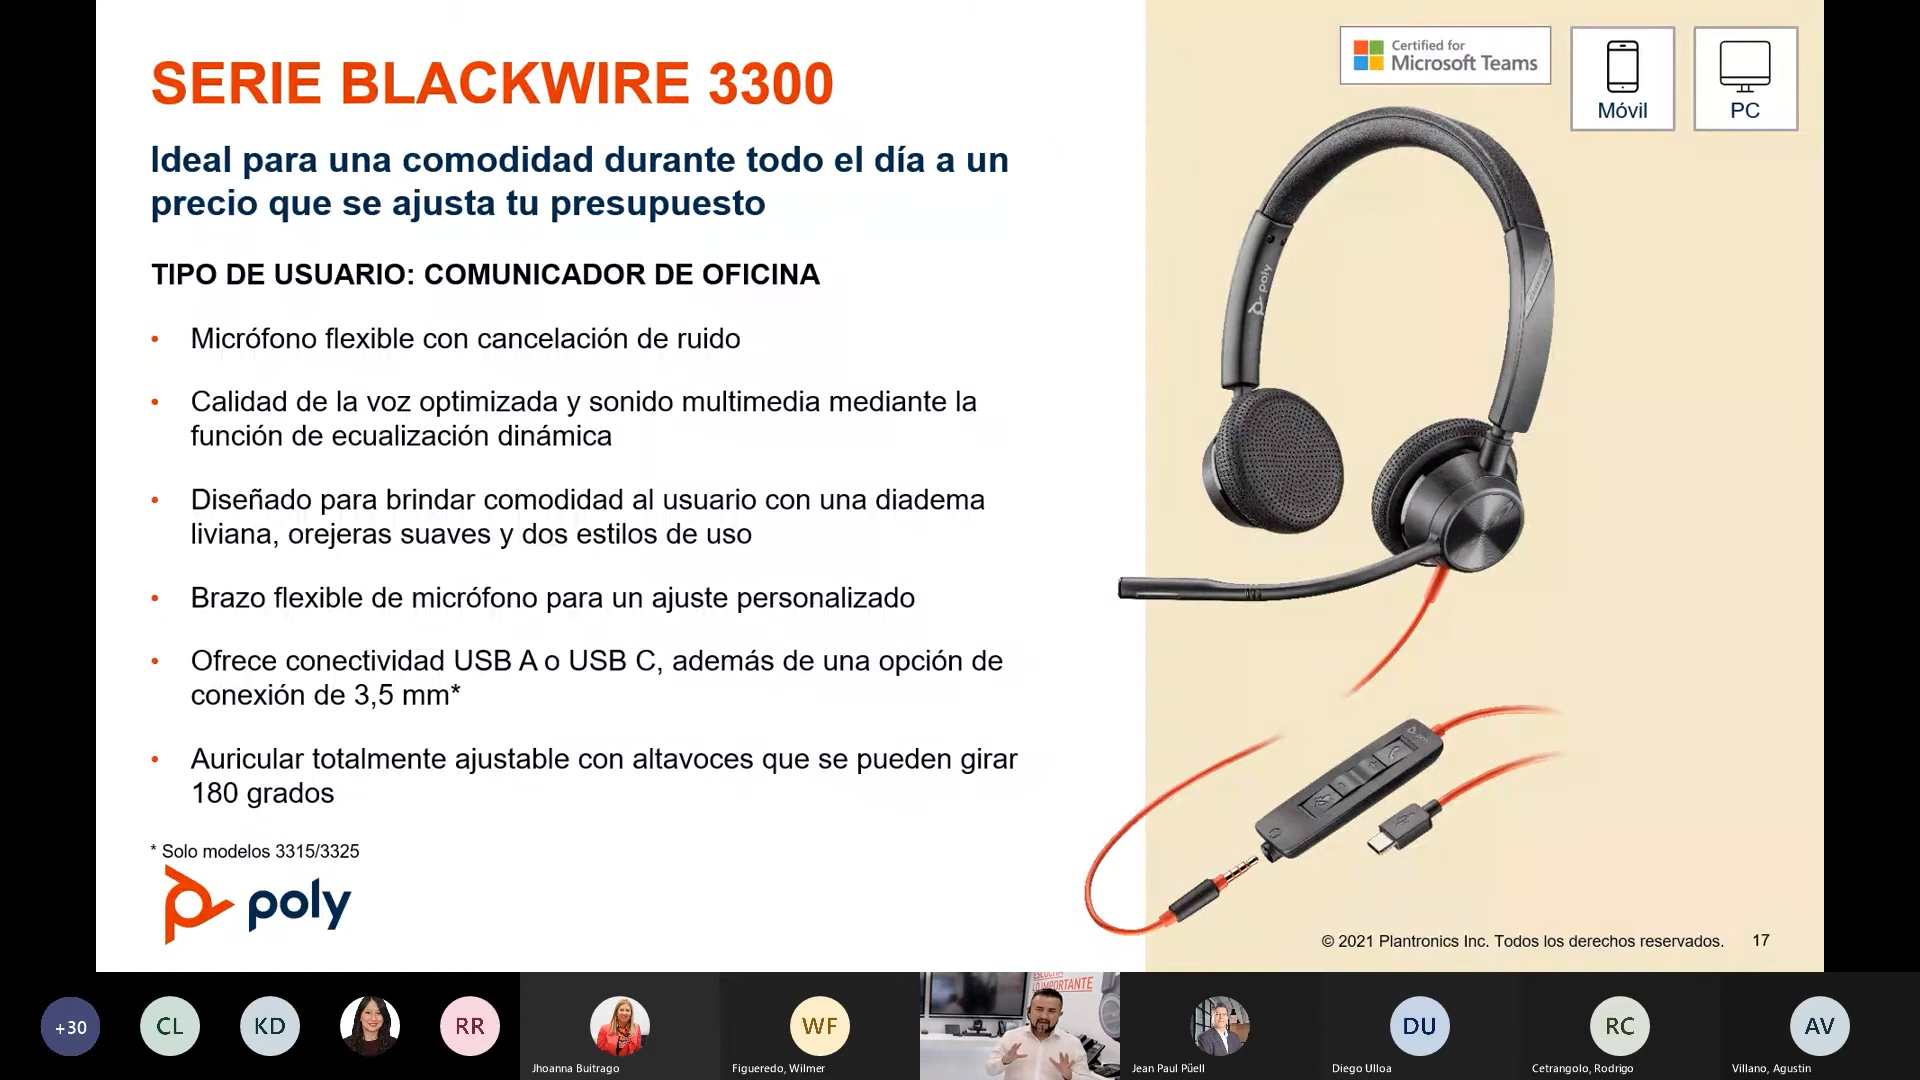 SERIE BLACKWIRE 3300
Ideal para una comodidad durante todo el día a un
precio que se ajusta tu presupuesto
TIPO DE USUARIO: COMUNICADOR DE OFICINA
• Micrófono flexible con cancelación de ruido
• Calidad de la voz optimizada y sonido multimedia mediante la
función de ecualización dinámica
• Diseñado para brindar comodidad al usuario con una diadema
liviana, orejeras suaves y dos estilos de uso
• Brazo flexible de micrófono para un ajuste personalizado
• Ofrece conectividad USB A o USB C, además de una opción de
conexión de 3,5 mm*
• Auricular totalmente ajustable con altavoces que se pueden girar
180 grados
* Solo modelos 3315/3325
poly
Certified for
Microsoft Teams
Móvil
PC
poly
poly
© 2021 Plantronics Inc. Todos los derechos reservados.
17
+30
CL
KD
RR
Jhoanna Buitrago
WF
Figueredo, Wilmer
LO IMPORTANTE
Jean Paul Püell
DU
Diego Ulloa
RC
Cetrangolo, Rodrigo
AV
Villano, Agustin